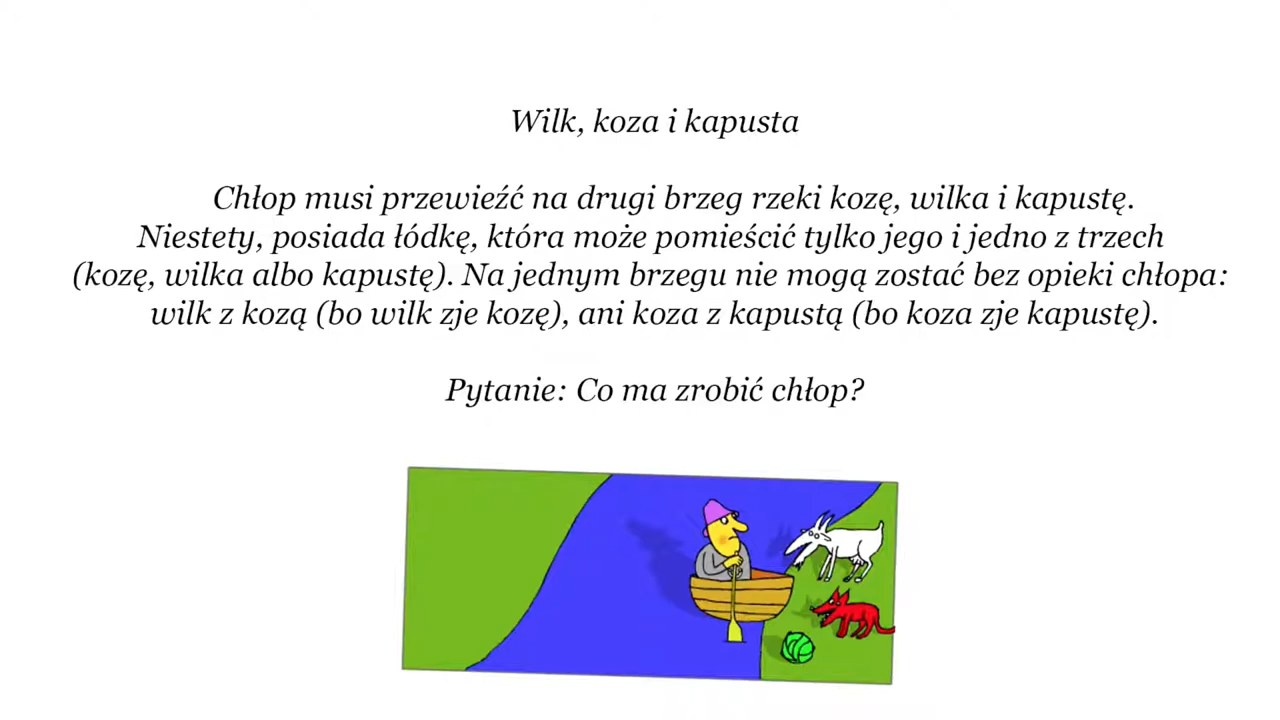 Wilk, koza i kapusta
Chłop musi przewieźć na drugi brzeg rzeki kozę, wilka i kapustę.
Niestety, posiada łódkę, która może pomieścić tylko jego i jedno z trzech
(kozę, wilka albo kapustę). Na jednym brzegu nie mogą zostać bez opieki chłopa:
wilk z kozą (bo wilk zje kozę), ani koza z kapustą (bo koza zje kapustę).
Pytanie: Co ma zrobić chłop?